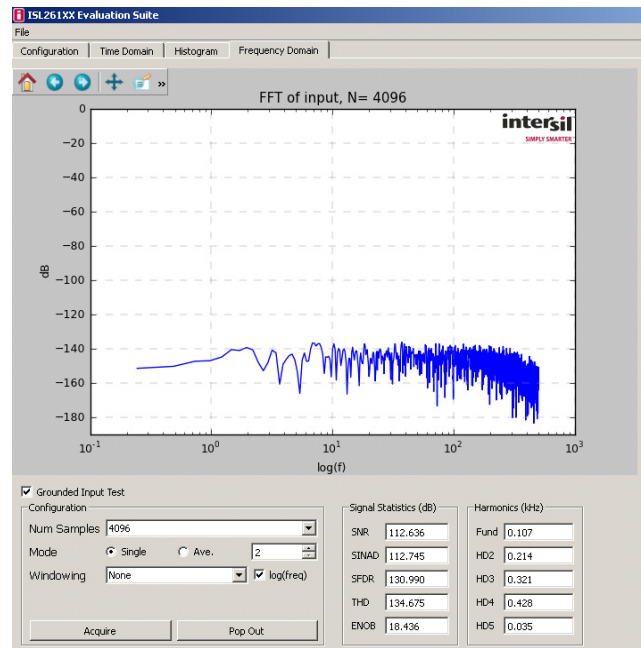 ISL261XX Evaluation Suite
File
Configuration Time Domain Histogram Frequency Domain
»
FFT of input, N= 4096
intersil
SIMPLY SMARTER
0
−20
−40
−60
−80
−100
−120
−140
−160
−180
dB
10-1 100 101 102 103
log(f)
Grounded Input Test
Configuration
Num Samples 4096
Mode Single Ave. 2
Windowing None log(freq)
Acquire Pop Out
Signal Statistics (dB)
SNR 112.636
SINAD 112.745
SFDR 130.990
THD 134.675
ENOB 18.436
Harmonics (kHz)
Fund 0.107
HD2 0.214
HD3 0.321
HD4 0.428
HD5 0.035